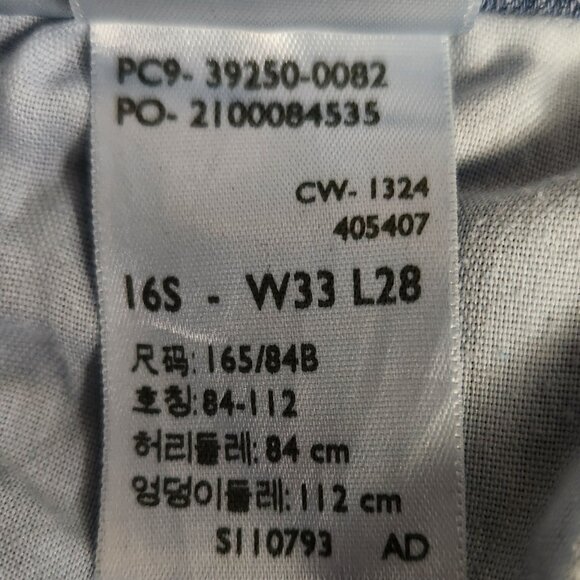 PC9- 39250-0082
PO- 2100084535
CW- 1324
405407
16S - W33 L28
尺码: 165/84B
호칭: 84-112
허리둘레: 84 cm
엉덩이둘레: 112 cm
S110793 AD